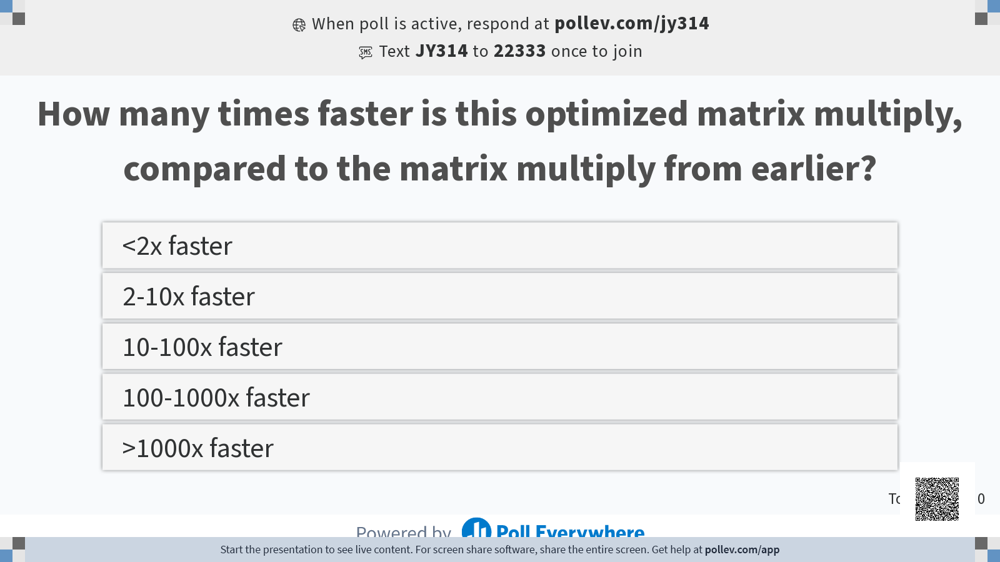 When poll is active, respond at pollev.com/jy314
SMS Text JY314 to 22333 once to join
How many times faster is this optimized matrix multiply,
compared to the matrix multiply from earlier?
<2x faster
2-10x faster
10-100x faster
100-1000x faster
>1000x faster
0
Powered by Poll Everywhere
Start the presentation to see live content. For screen share software, share the entire screen. Get help at pollev.com/app